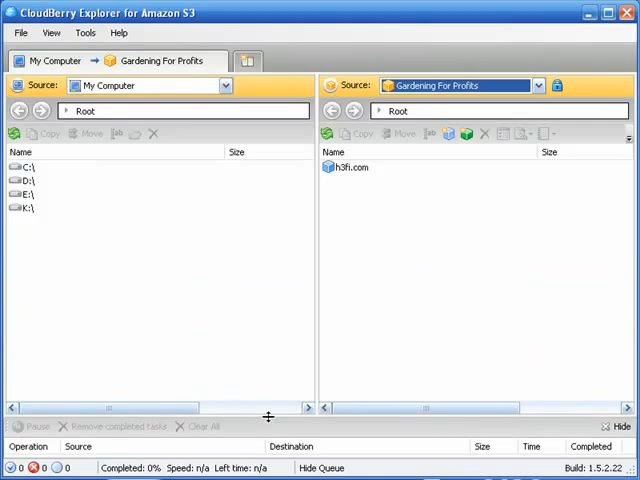 CloudBerry Explorer for Amazon S3
File View Tools Help
My Computer Gardening For Profits
Source: My Computer Source: Gardening For Profits
Root Root
Copy Move Copy Move
Name Size Name Size
C:\ h3fi.com
D:\
E:\
K:\
Pause Remove completed tasks Clear All Hide
Operation Source Destination Size Time Completed
0 0 0 Completed: 0% Speed: n/a Left time: n/a Hide Queue Build: 1.5.2.22